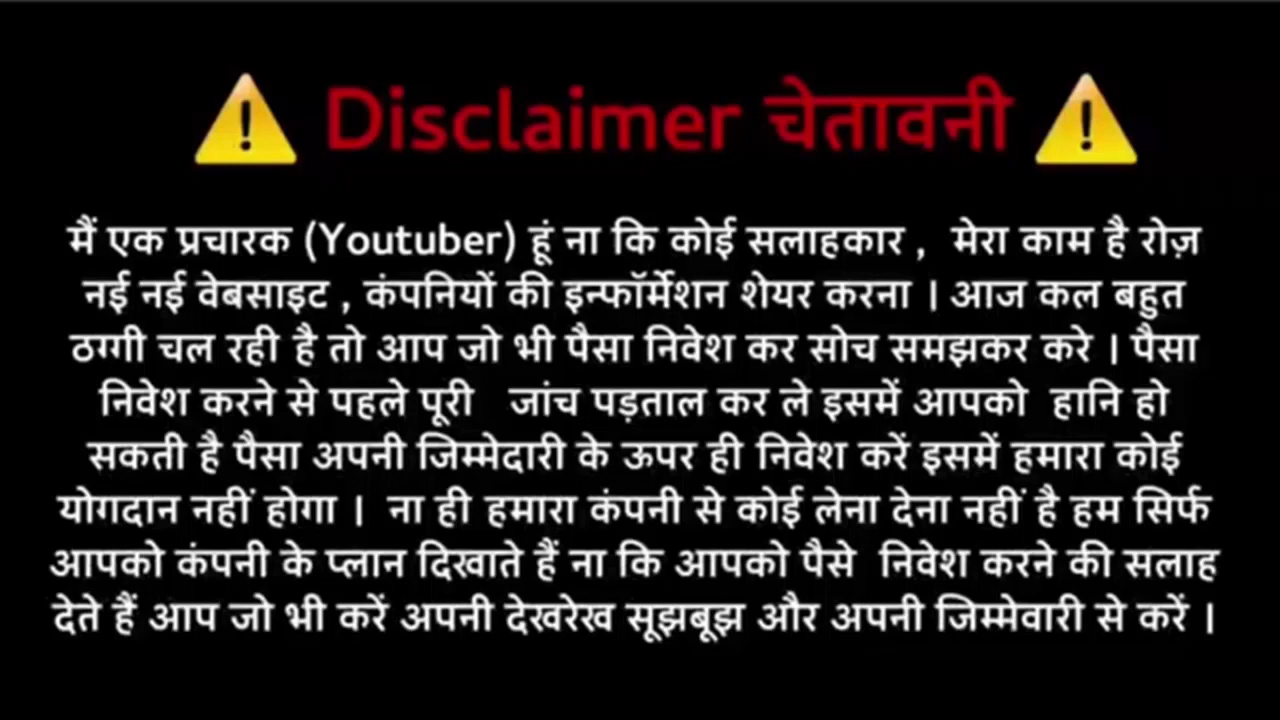 ⚠ Disclaimer चेतावनी ⚠
मैं एक प्रचारक (Youtuber) हूं ना कि कोई सलाहकार , मेरा काम है रोज़
नई नई वेबसाइट , कंपनियों की इन्फॉर्मेशन शेयर करना । आज कल बहुत
ठग्गी चल रही है तो आप जो भी पैसा निवेश कर सोच समझकर करे । पैसा
निवेश करने से पहले पूरी जांच पड़ताल कर ले इसमें आपको हानि हो
सकती है पैसा अपनी जिम्मेदारी के ऊपर ही निवेश करें इसमें हमारा कोई
योगदान नहीं होगा । ना ही हमारा कंपनी से कोई लेना देना नहीं है हम सिर्फ
आपको कंपनी के प्लान दिखाते हैं ना कि आपको पैसे निवेश करने की सलाह
देते हैं आप जो भी करें अपनी देखरेख सूझबूझ और अपनी जिम्मेवारी से करें ।